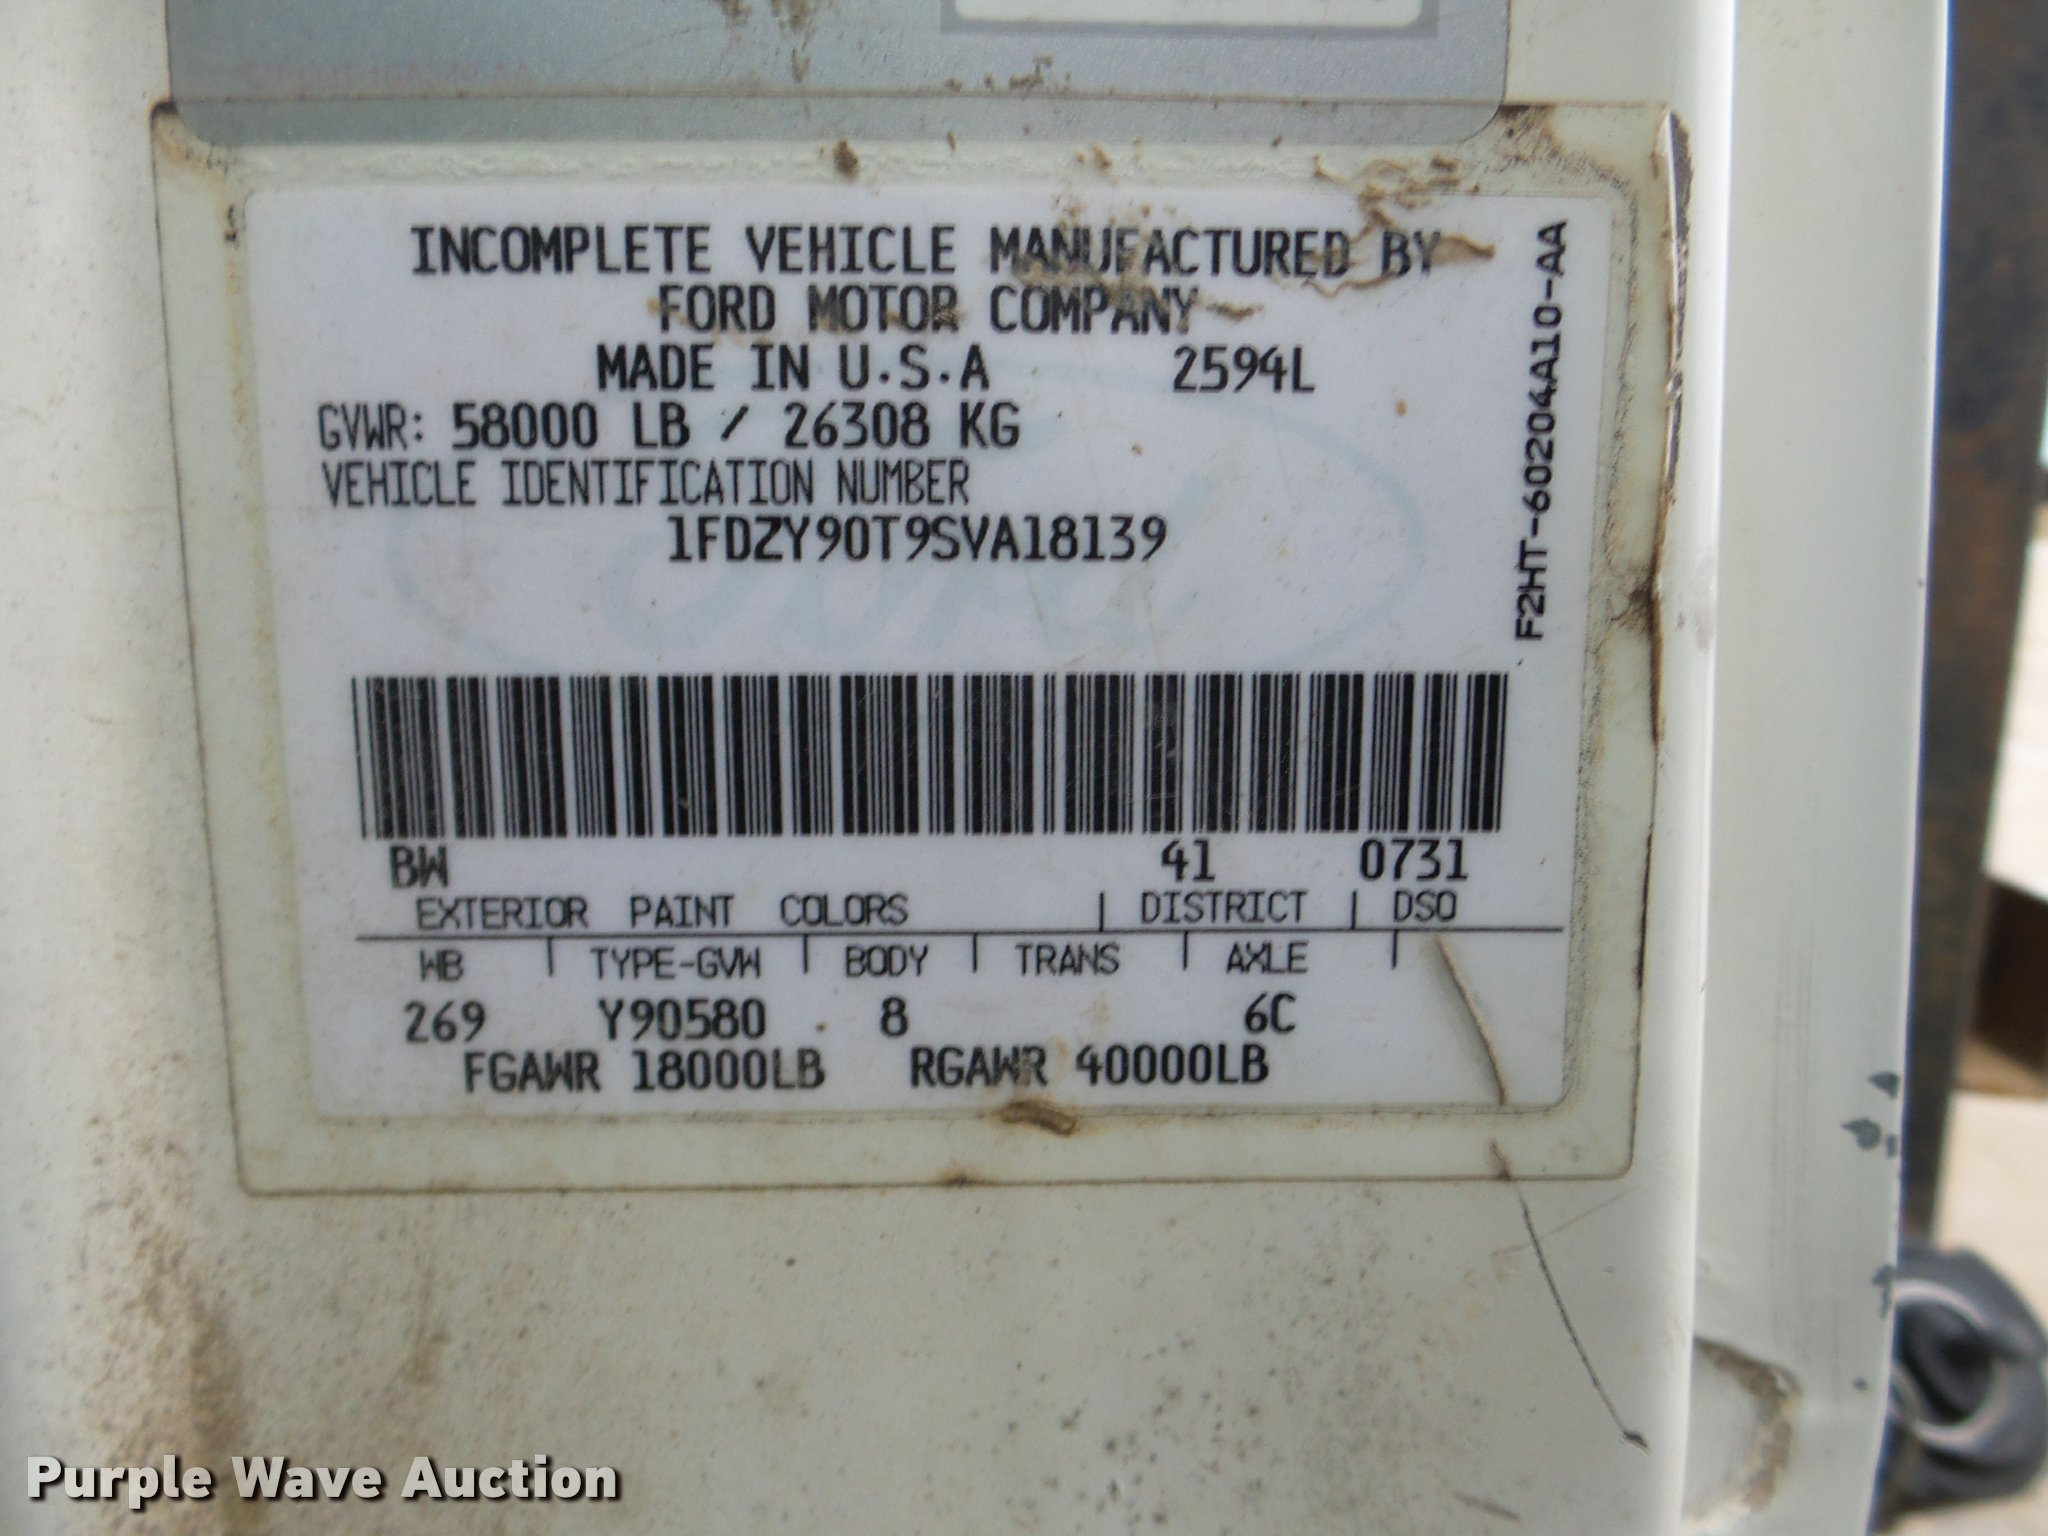 INCOMPLETE VEHICLE MANUFACTURED BY
FORD MOTOR COMPANY
MADE IN U.S.A 2594L
GVWR: 58000 LB / 26308 KG
VEHICLE IDENTIFICATION NUMBER
1FDZY90T9SVA18139
F2HT-60204A10-AA
BW 41 0731
EXTERIOR PAINT COLORS | DISTRICT | DSO
WB | TYPE-GVW | BODY | TRANS | AXLE |
269 Y90580 8 6C
FGAWR 18000LB RGAWR 40000LB
Purple Wave Auction